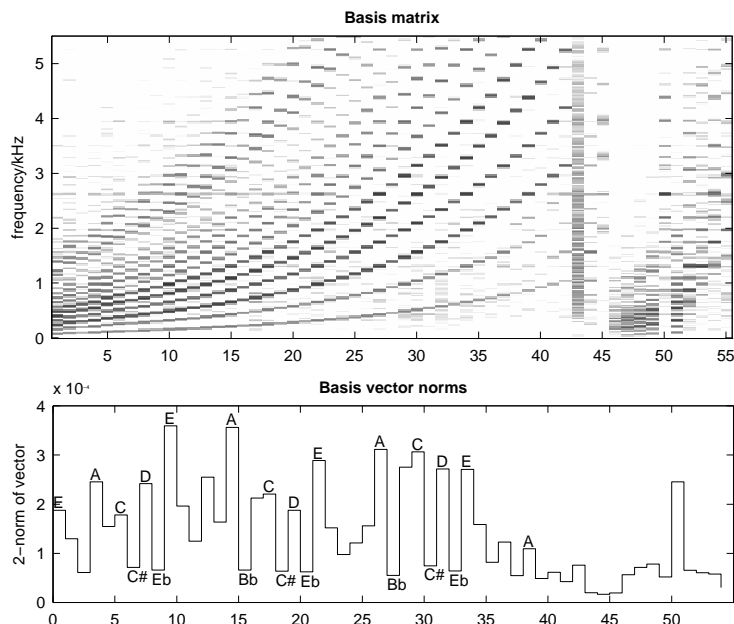 Basis matrix
5
4
3
2
1
0
frequency/kHz
5 10 15 20 25 30 35 40 45 50 55
Basis vector norms
x 10⁻⁴
4
3
2
1
0
2−norm of vector
E A C D E A C D E A C D E A
C# Eb Bb C# Eb Bb C# Eb
0 5 10 15 20 25 30 35 40 45 50